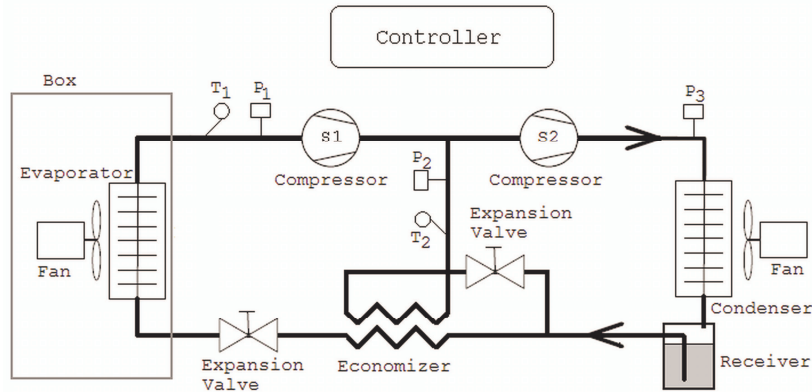 Controller
Box
T1
P1
P3
S1
S2
Evaporator
Compressor
P2
Compressor
Expansion
Valve
T2
Fan
Fan
Condenser
Expansion
Valve
Economizer
Receiver